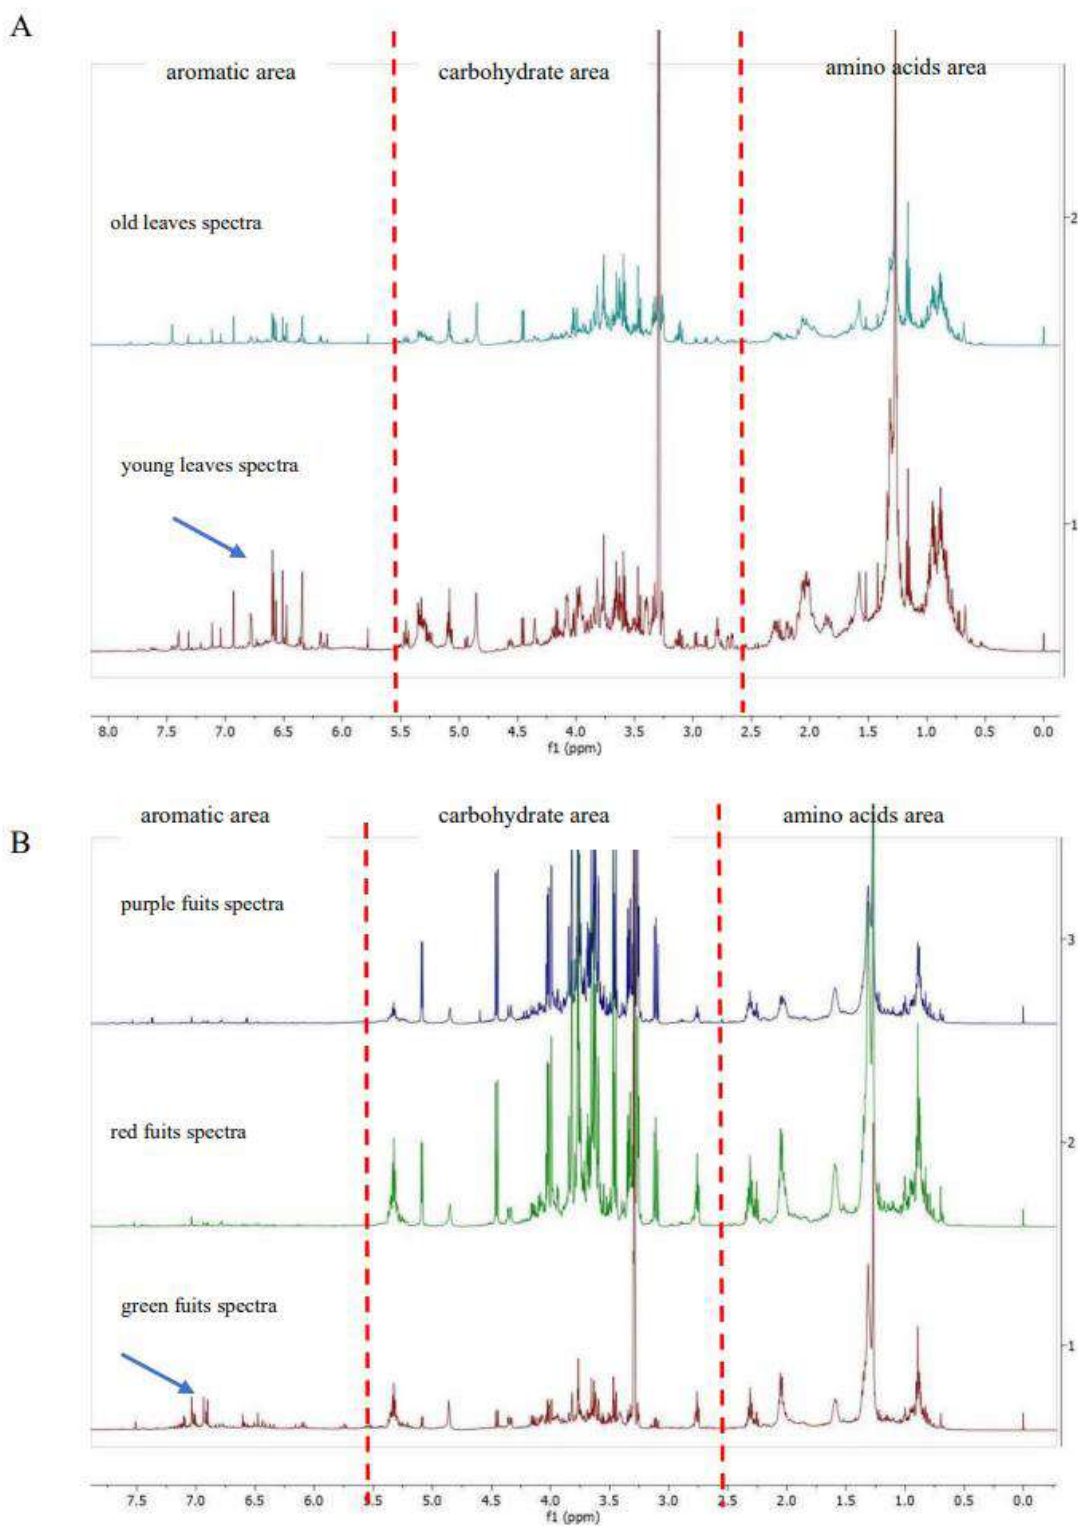 A
aromatic area carbohydrate area amino acids area
old leaves spectra
2
young leaves spectra
1
8.0 7.5 7.0 6.5 6.0 5.5 5.0 4.5 4.0 3.5 3.0 2.5 2.0 1.5 1.0 0.5 0.0
f1 (ppm)
aromatic area carbohydrate area amino acids area
B
purple fuits spectra
3
red fuits spectra
2
green fuits spectra
1
7.5 7.0 6.5 6.0 5.5 5.0 4.5 4.0 3.5 3.0 2.5 2.0 1.5 1.0 0.5 0.0
f1 (ppm)